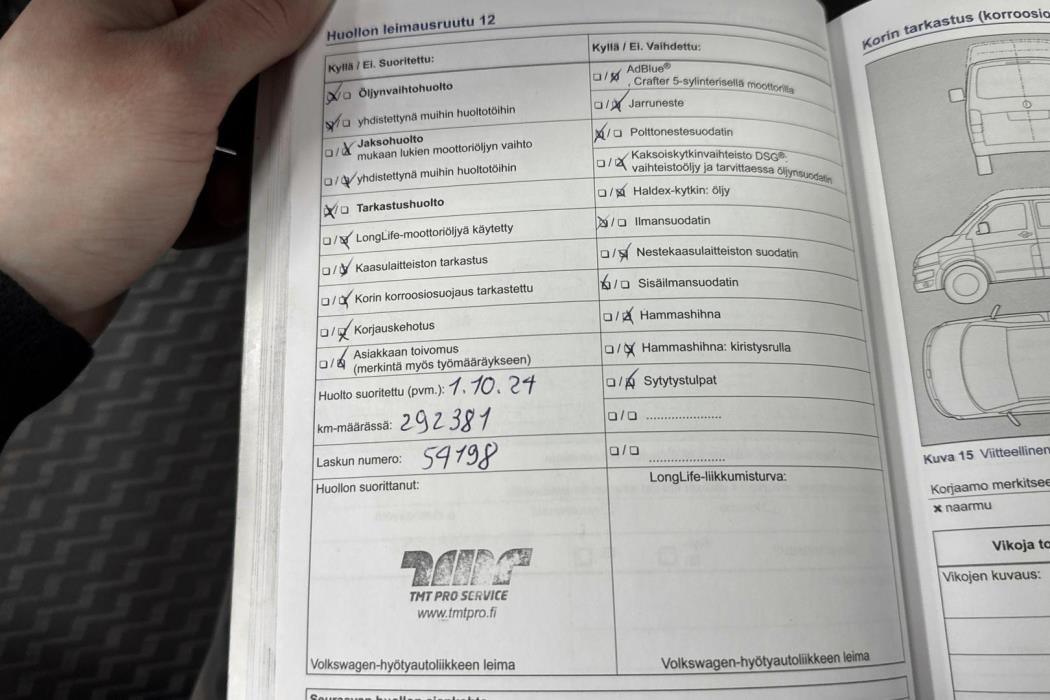 Huollon leimausruutu 12
Kyllä / Ei. Suoritettu:
Öljynvaihtohuolto
yhdistettynä muihin huoltotöihin
Jaksohuolto
mukaan lukien moottoriöljyn vaihto
yhdistettynä muihin huoltotöihin
Tarkastushuolto
LongLife-moottoriöljyä käytetty
Kaasulaitteiston tarkastus
Korin korroosiosuojaus tarkastettu
Korjauskehotus
Asiakkaan toivomus
(merkintä myös työmääräykseen)
Huolto suoritettu (pvm.): 1.10.24
km-määrässä: 292381
Laskun numero: 54198
Huollon suorittanut:
TMT PRO SERVICE
www.tmtpro.fi
Volkswagen-hyötyautoliikkeen leima
Kyllä / Ei. Vaihdettu:
AdBlue®
, Crafter 5-sylinterisellä moottorilla
Jarruneste
Polttonestesuodatin
Kaksoiskytkinvaihteisto DSG®:
vaihteistoöljy ja tarvittaessa öljynsuodatin
Haldex-kytkin: öljy
Ilmansuodatin
Nestekaasulaitteiston suodatin
Sisäilmansuodatin
Hammashihna
Hammashihna: kiristysrulla
Sytytystulpat
LongLife-liikkumisturva:
Volkswagen-hyötyautoliikkeen leima
Korin tarkastus (korroosio
Kuva 15 Viitteellinen
Korjaamo merkitsee
x naarmu
Vikoja to
Vikojen kuvaus: